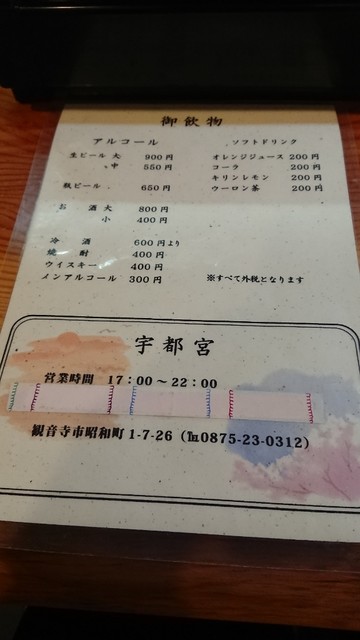 御飲物
アルコール
生ビール 大 900円
〃 中 550円
瓶ビール 650円
お酒 大 800円
小 400円
冷酒 600円より
焼酎 400円
ウイスキー 400円
ノンアルコール 300円
ソフトドリンク
オレンジジュース 200円
コーラ 200円
キリンレモン 200円
ウーロン茶 200円
※すべて外税となります
宇都宮
営業時間 17:00～22:00
観音寺市昭和町1-7-26（℡0875-23-0312）